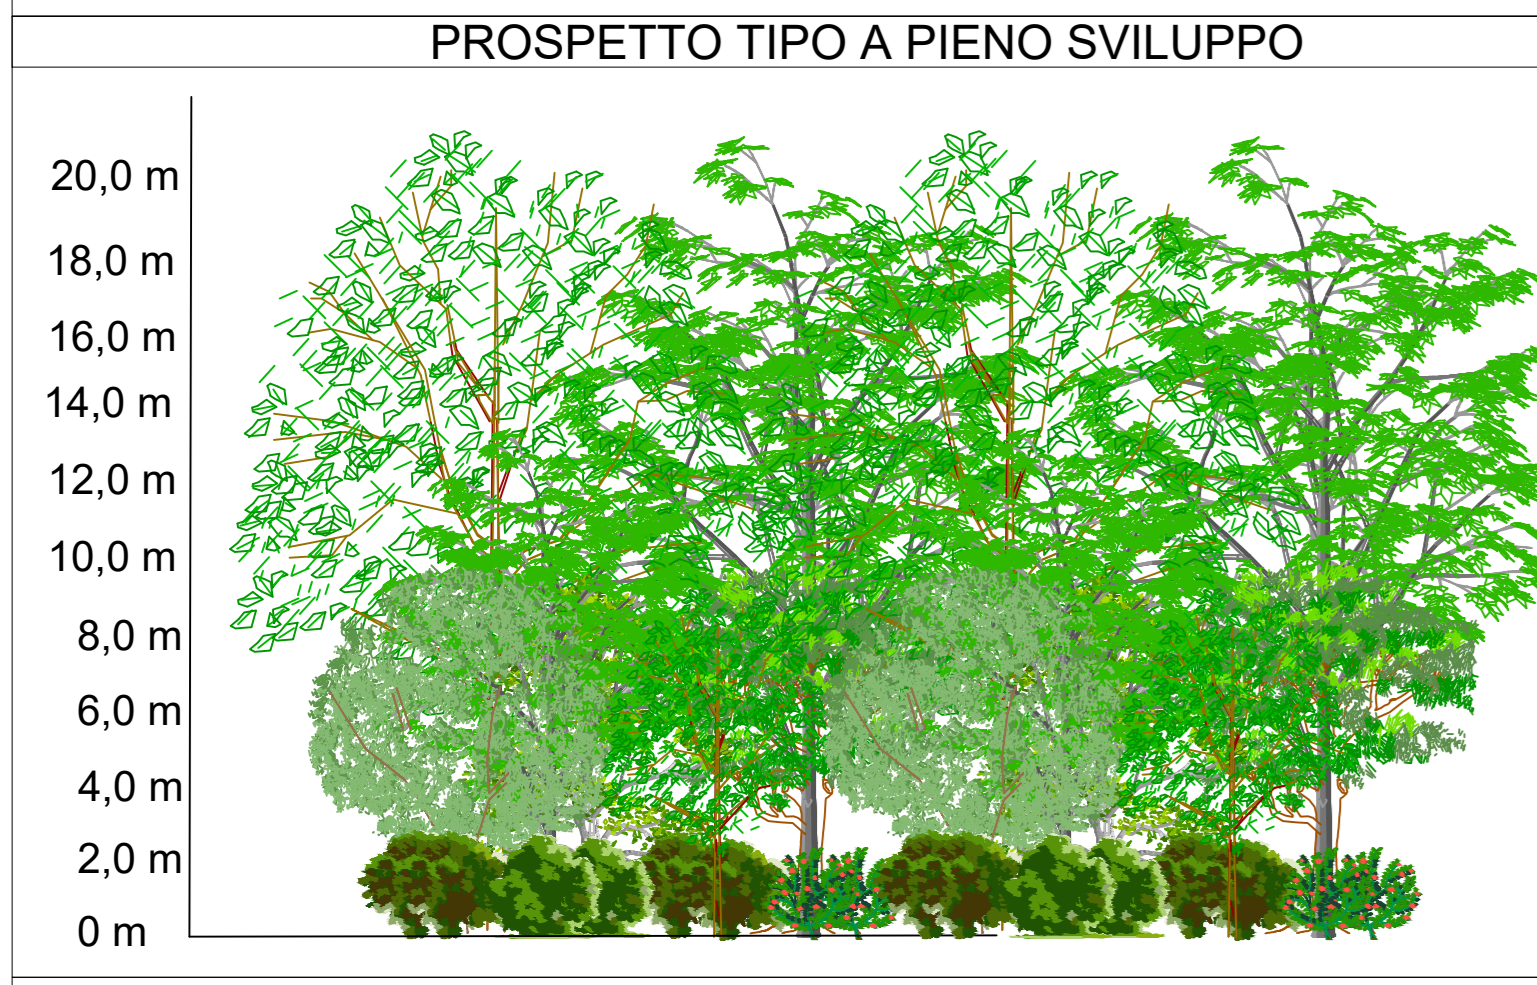 PROSPETTO TIPO A PIENO SVILUPPO
20,0 m
18,0 m
16,0 m
14,0 m
12,0 m
10,0 m
8,0 m
6,0 m
4,0 m
2,0 m
0 m